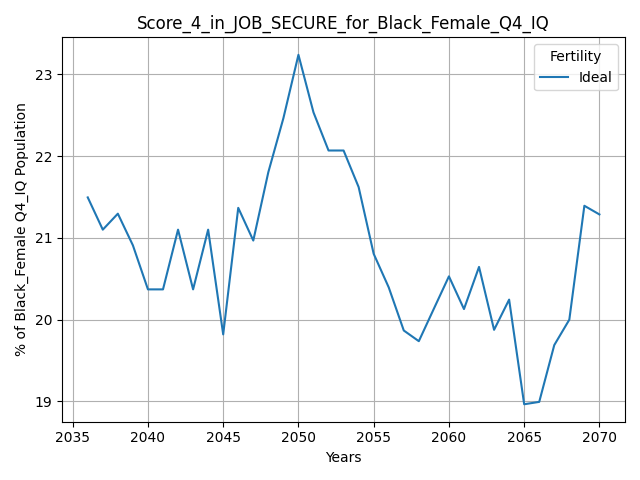 Score_4_in_JOB_SECURE_for_Black_Female_Q4_IQ
Fertility
Ideal
% of Black_Female Q4_IQ Population
23
22
21
20
19
2035 2040 2045 2050 2055 2060 2065 2070
Years